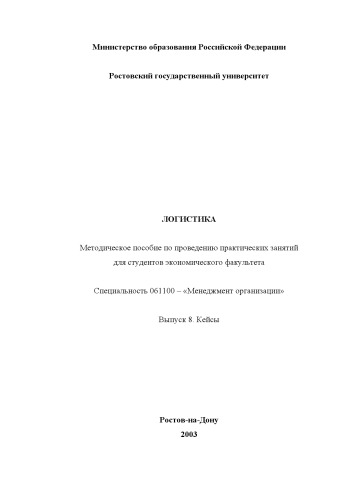 Министерство образования Российской Федерации
Ростовский государственный университет
ЛОГИСТИКА
Методическое пособие по проведению практических занятий
для студентов экономического факультета
Специальность 061100 – «Менеджмент организации»
Выпуск 8. Кейсы
Ростов-на-Дону
2003